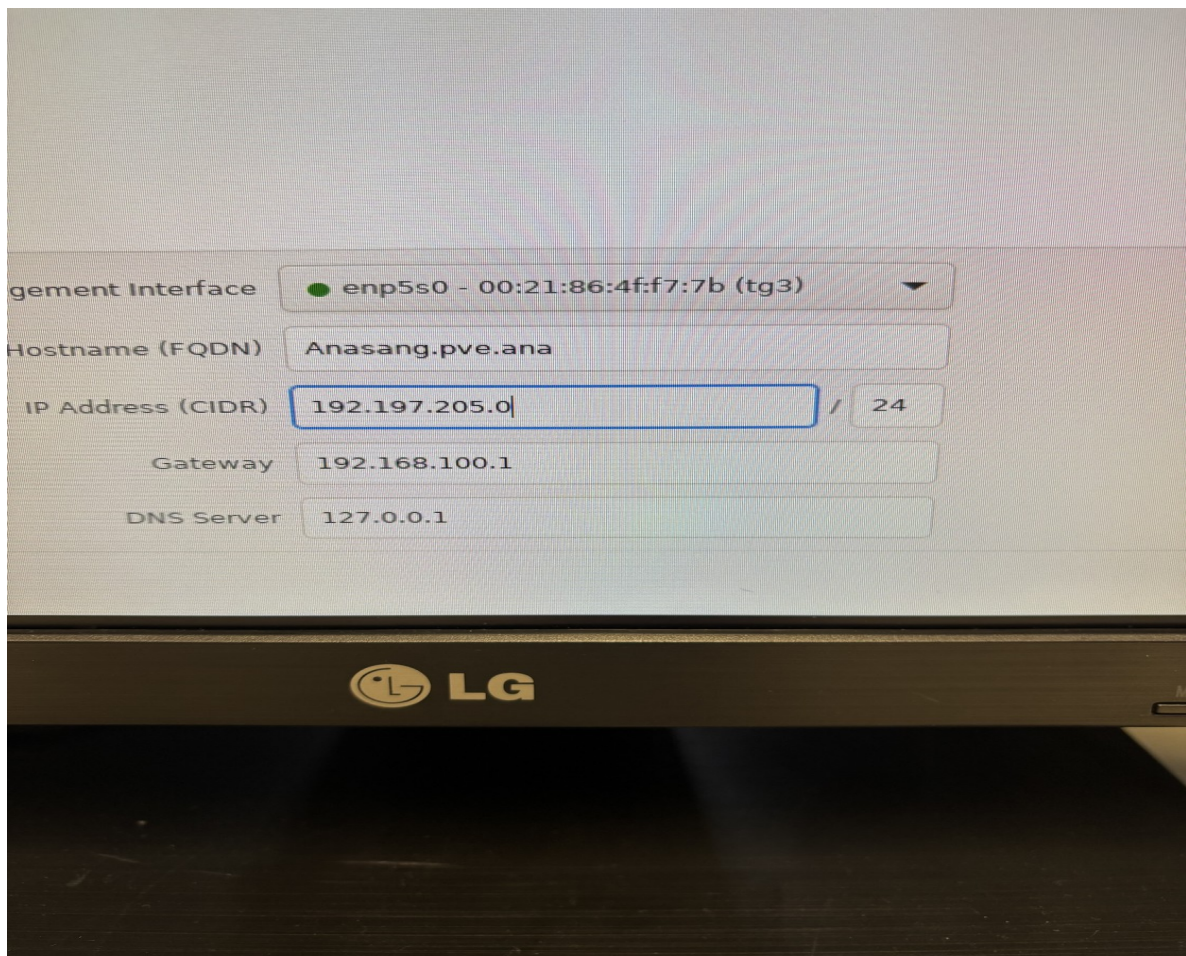 gement Interface enp5s0 - 00:21:86:4f:f7:7b (tg3)
Hostname (FQDN) Anasang.pve.ana
IP Address (CIDR) 192.197.205.0 / 24
Gateway 192.168.100.1
DNS Server 127.0.0.1
LG